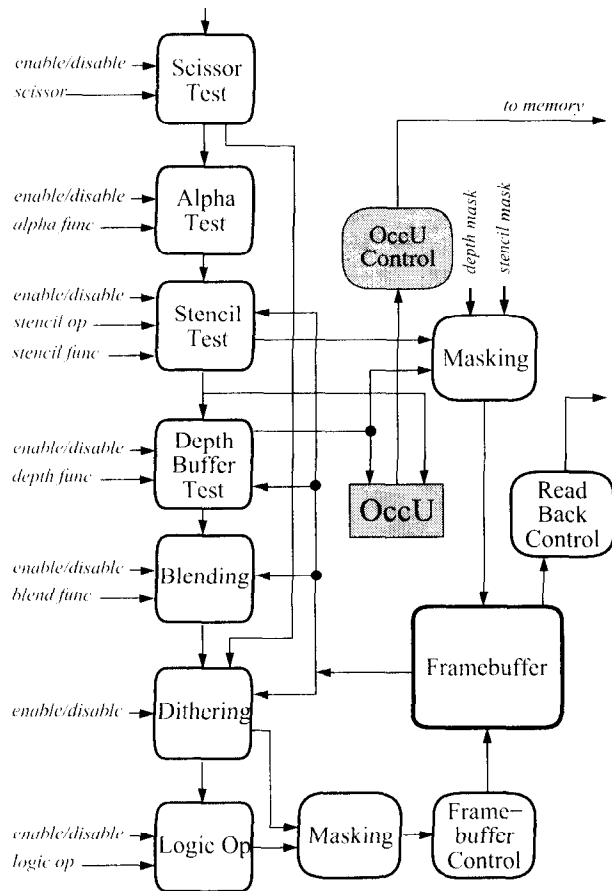 enable/disable
scissor
Scissor
Test
to memory
enable/disable
alpha func
Alpha
Test
OccU
Control
depth mask
stencil mask
enable/disable
stencil op
stencil func
Stencil
Test
Masking
enable/disable
depth func
Depth
Buffer
Test
OccU
Read
Back
Control
enable/disable
blend func
Blending
Framebuffer
enable/disable
Dithering
enable/disable
logic op
Logic Op
Masking
Frame-
buffer
Control